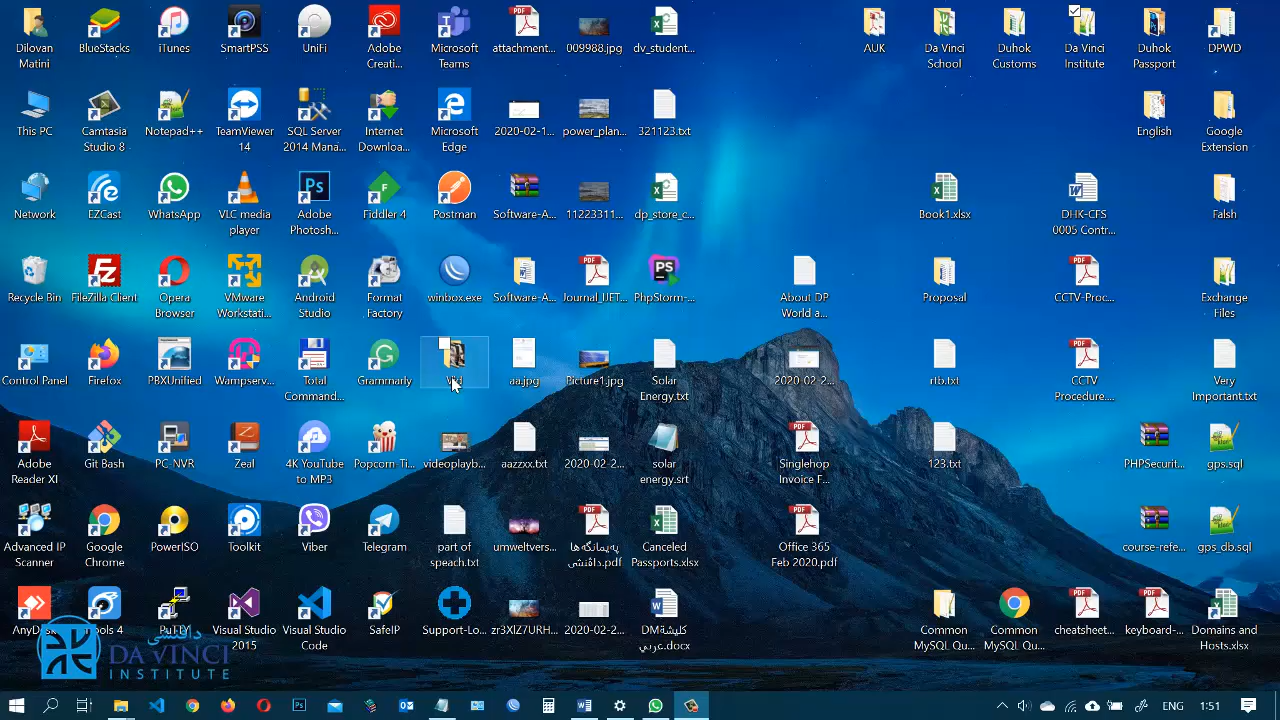 Dilovan
Matini
BlueStacks
iTunes
SmartPSS
UniFi
Adobe
Creati...
Microsoft
Teams
attachment...
009988.jpg
dv_student...
AUK
Da Vinci
School
Duhok
Customs
Da Vinci
Institute
Duhok
Passport
DPWD
This PC
Camtasia
Studio 8
Notepad++
TeamViewer
14
SQL Server
2014 Mana...
Internet
Downloa...
Microsoft
Edge
2020-02-1...
power_plan...
321123.txt
English
Google
Extension
Network
EZCast
WhatsApp
VLC media
player
Adobe
Photosh...
Fiddler 4
Postman
Software-A...
11223311...
dp_store_c...
Book1.xlsx
DHK-CFS
0005 Contr...
Falsh
Recycle Bin
FileZilla Client
Opera
Browser
VMware
Workstati...
Android
Studio
Format
Factory
winbox.exe
Software-A...
Journal_IJET...
PhpStorm-...
About DP
World a...
Proposal
CCTV-Proc...
Exchange
Files
Control Panel
Firefox
PBXUnified
Wampserv...
Total
Command...
Grammarly
aa.jpg
Picture1.jpg
Solar
Energy.txt
2020-02-2...
rtb.txt
CCTV
Procedure....
Very
Important.txt
Adobe
Reader XI
Git Bash
PC-NVR
Zeal
4K YouTube
to MP3
Popcorn-Ti...
videoplayb...
aazzxx.txt
2020-02-2...
solar
energy.srt
Singlehop
Invoice F...
123.txt
PHPSecurit...
gps.sql
Advanced IP
Scanner
Google
Chrome
PowerISO
Toolkit
Viber
Telegram
part of
speach.txt
umweltvers...
پەیمانگەها
داڤنشی.pdf
Canceled
Passports.xlsx
Office 365
Feb 2020.pdf
course-refe...
gps_db.sql
PuTTY
Visual Studio
2015
Visual Studio
Code
SafeIP
Support-Lo...
zr3XIZ7URH...
2020-02-2...
DMكليشة
عربي.docx
Common
MySQL Qu...
Common
MySQL Qu...
cheatsheet...
keyboard-...
Domains and
Hosts.xlsx
داڤنشی
DA VINCI
INSTITUTE
ENG
1:51